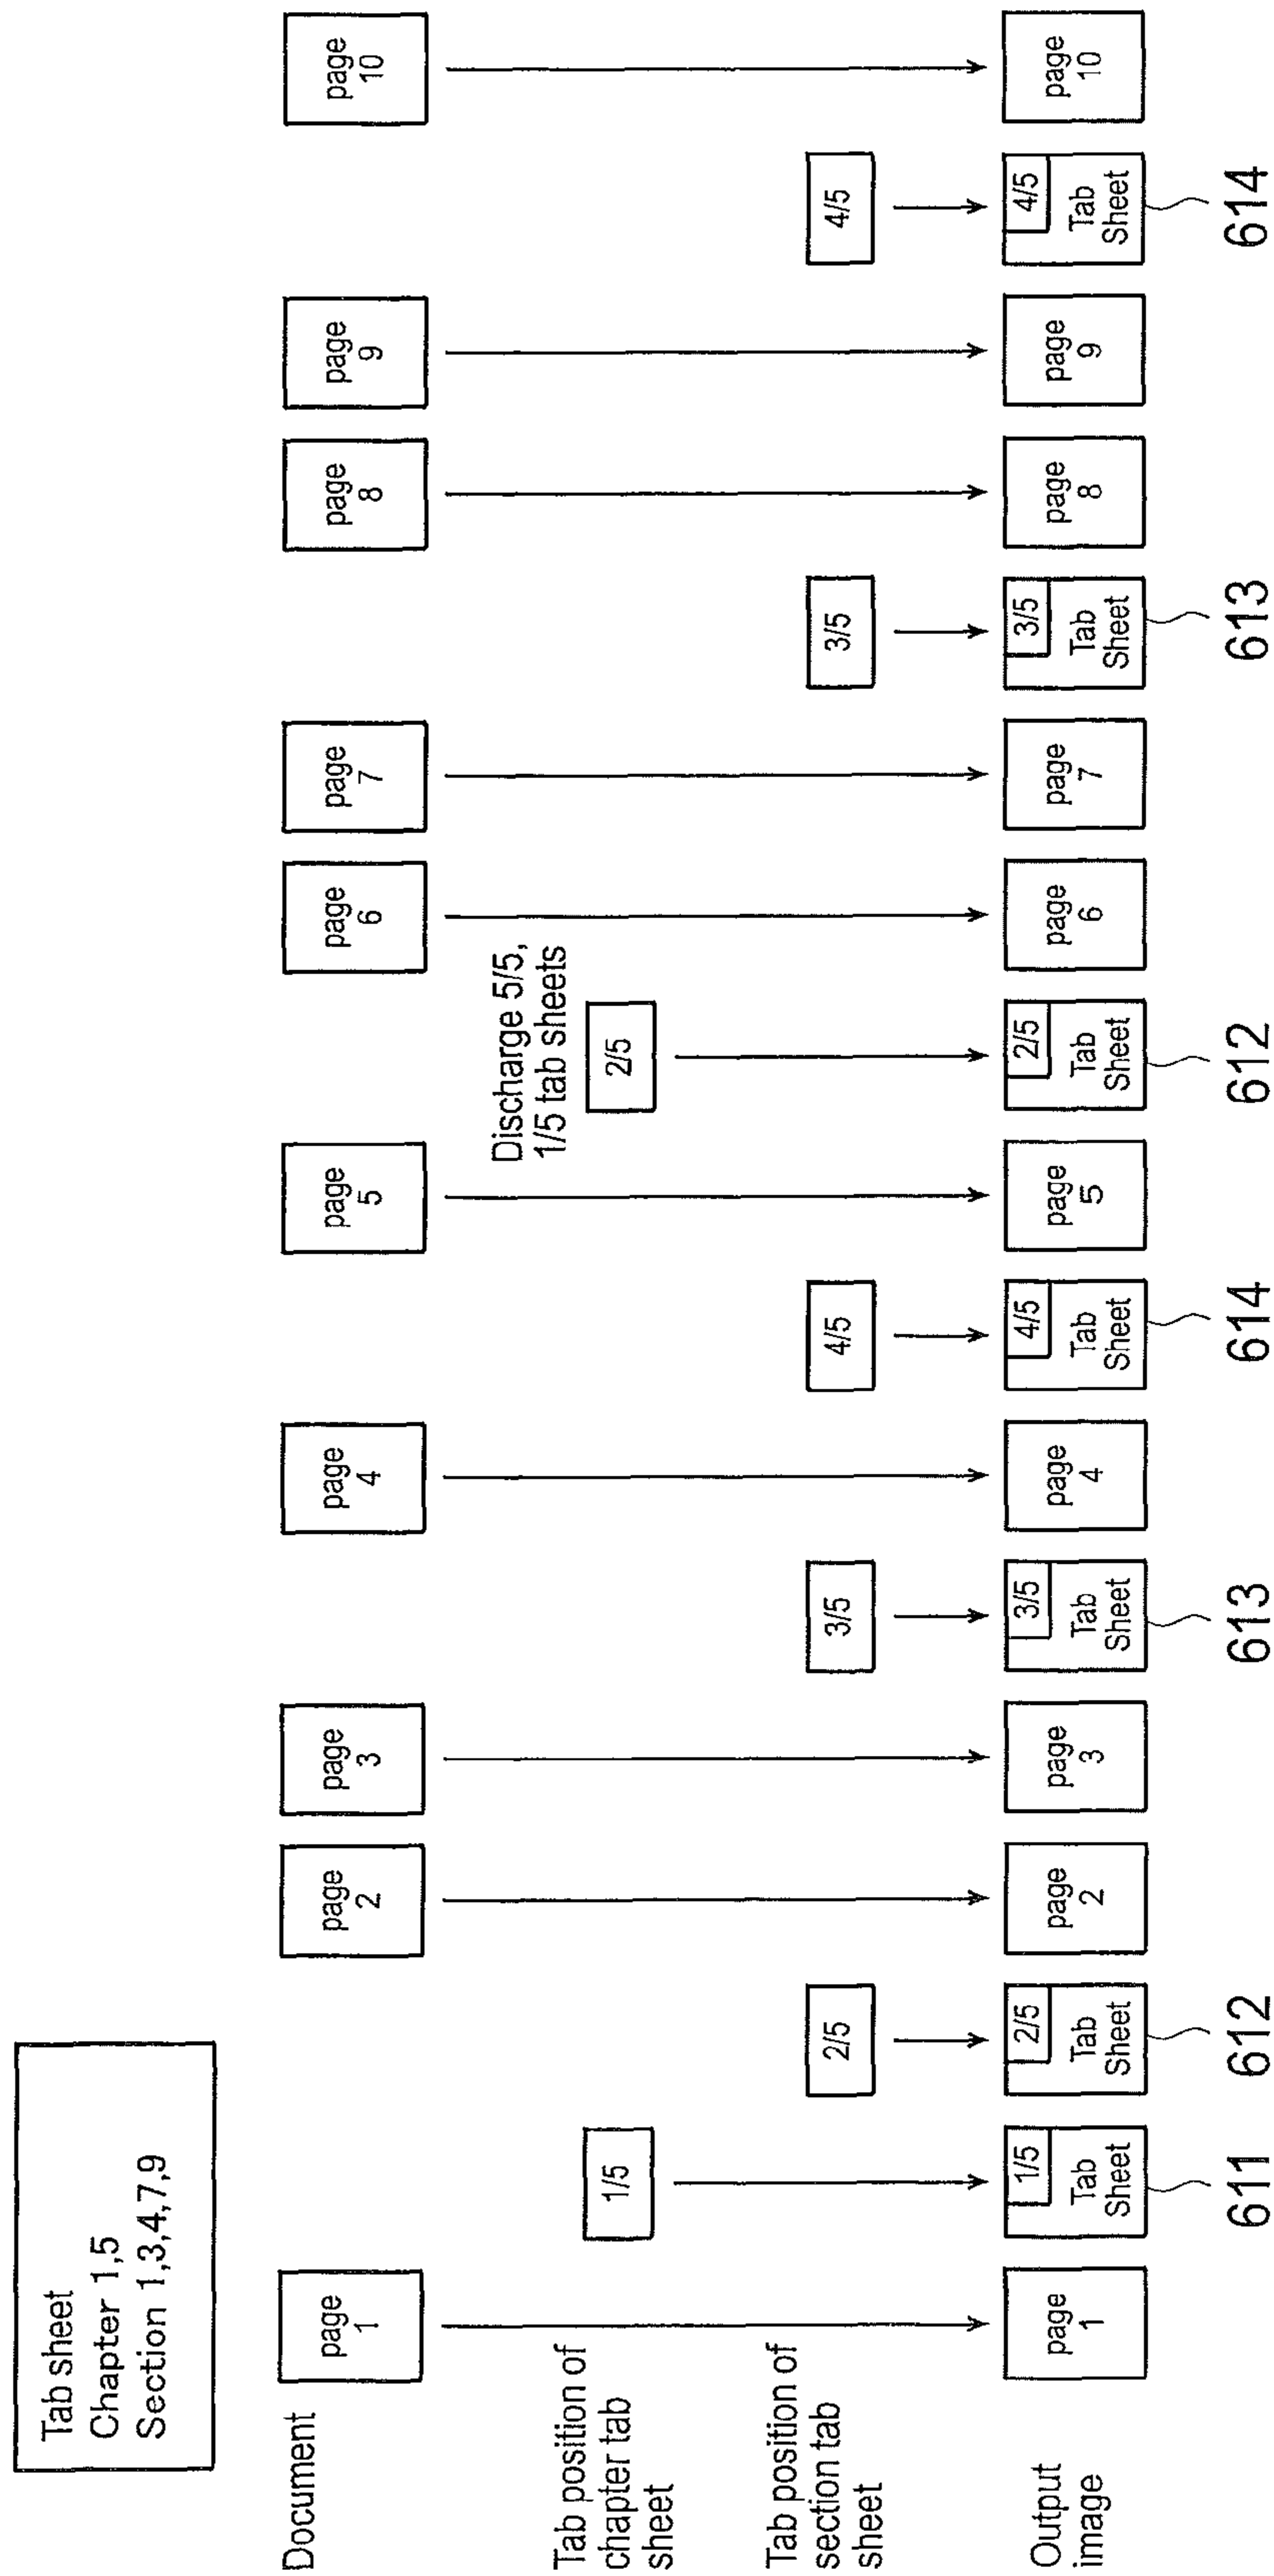 Tab sheet
Chapter 1,5
Section 1,3,4,7,9
Document
page
1
page
2
page
3
page
4
page
5
page
6
page
7
page
8
page
9
page
10
Tab position of
chapter tab
sheet
1/5
Discharge 5/5,
1/5 tab sheets
2/5
Tab position of
section tab
sheet
2/5
3/5
4/5
3/5
4/5
Output
image
page
1
1/5
Tab
Sheet
2/5
Tab
Sheet
page
2
page
3
3/5
Tab
Sheet
page
4
4/5
Tab
Sheet
page
5
2/5
Tab
Sheet
page
6
page
7
3/5
Tab
Sheet
page
8
page
9
4/5
Tab
Sheet
page
10
611
612
613
614
612
613
614